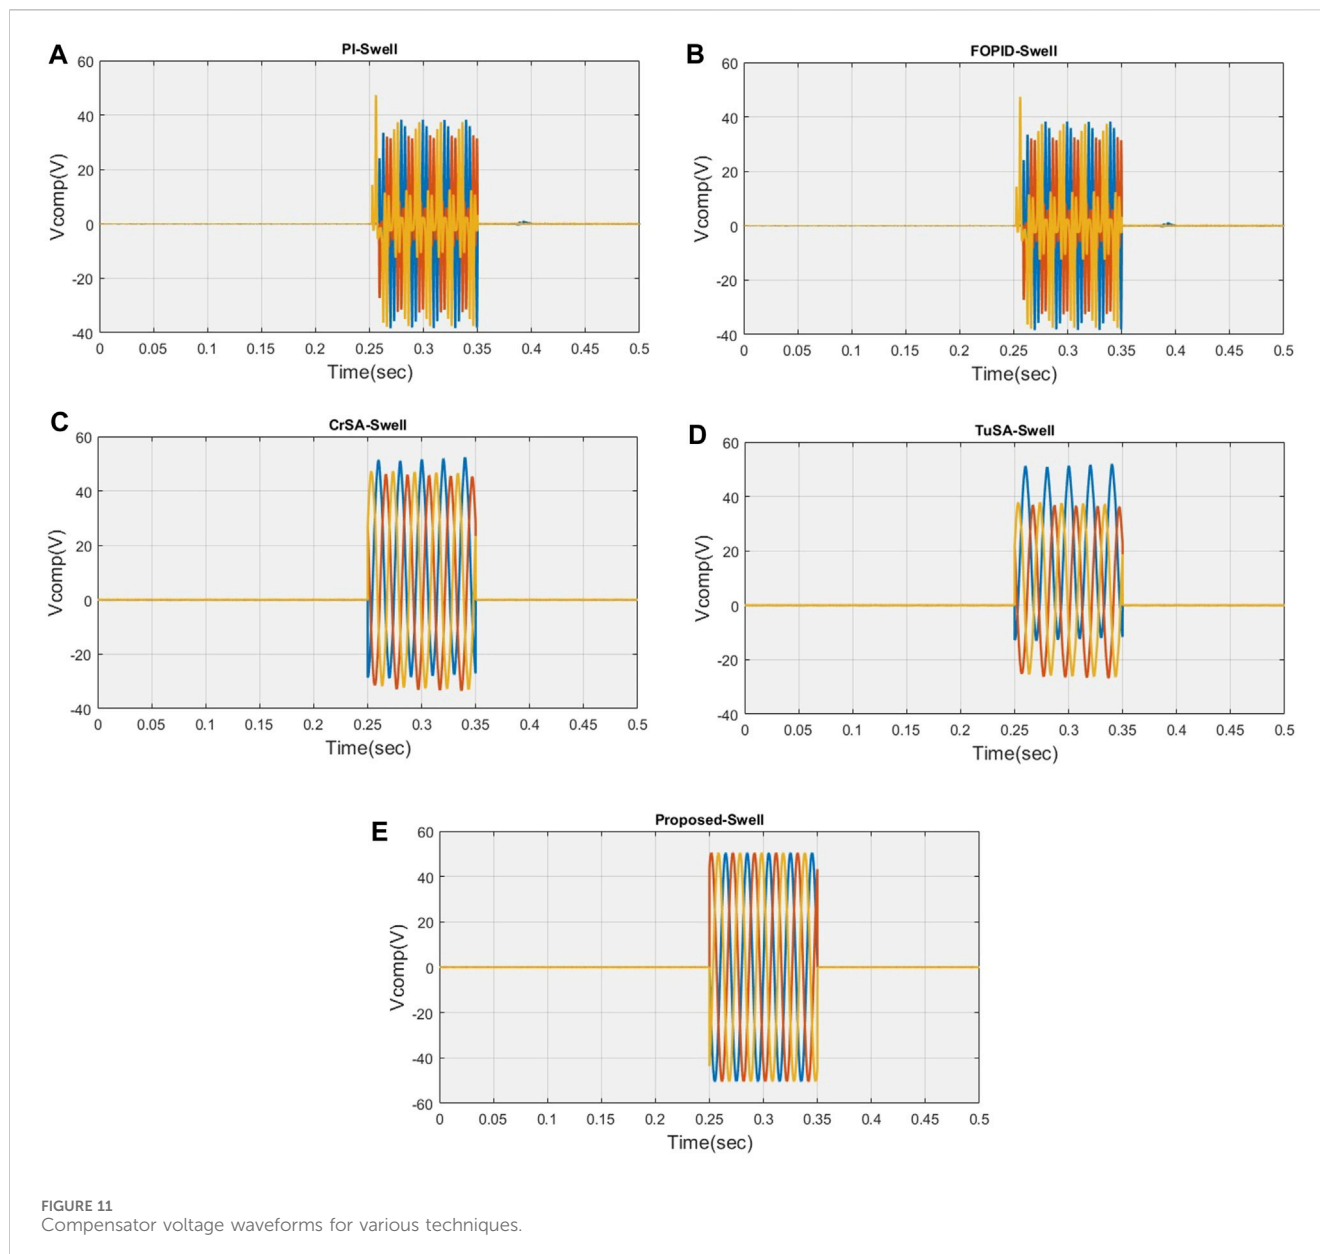 A
PI-Swell
60
40
20
0
-20
-40
Vcomp(V)
0 0.05 0.1 0.15 0.2 0.25 0.3 0.35 0.4 0.45 0.5
Time(sec)
B
FOPID-Swell
60
40
20
0
-20
-40
Vcomp(V)
0 0.05 0.1 0.15 0.2 0.25 0.3 0.35 0.4 0.45 0.5
Time(sec)
C
CrSA-Swell
60
40
20
0
-20
-40
Vcomp(V)
0 0.05 0.1 0.15 0.2 0.25 0.3 0.35 0.4 0.45 0.5
Time(sec)
D
TuSA-Swell
60
40
20
0
-20
-40
Vcomp(V)
0 0.05 0.1 0.15 0.2 0.25 0.3 0.35 0.4 0.45 0.5
Time(sec)
E
Proposed-Swell
60
40
20
0
-20
-40
-60
Vcomp(V)
0 0.05 0.1 0.15 0.2 0.25 0.3 0.35 0.4 0.45 0.5
Time(sec)
FIGURE 11
Compensator voltage waveforms for various techniques.